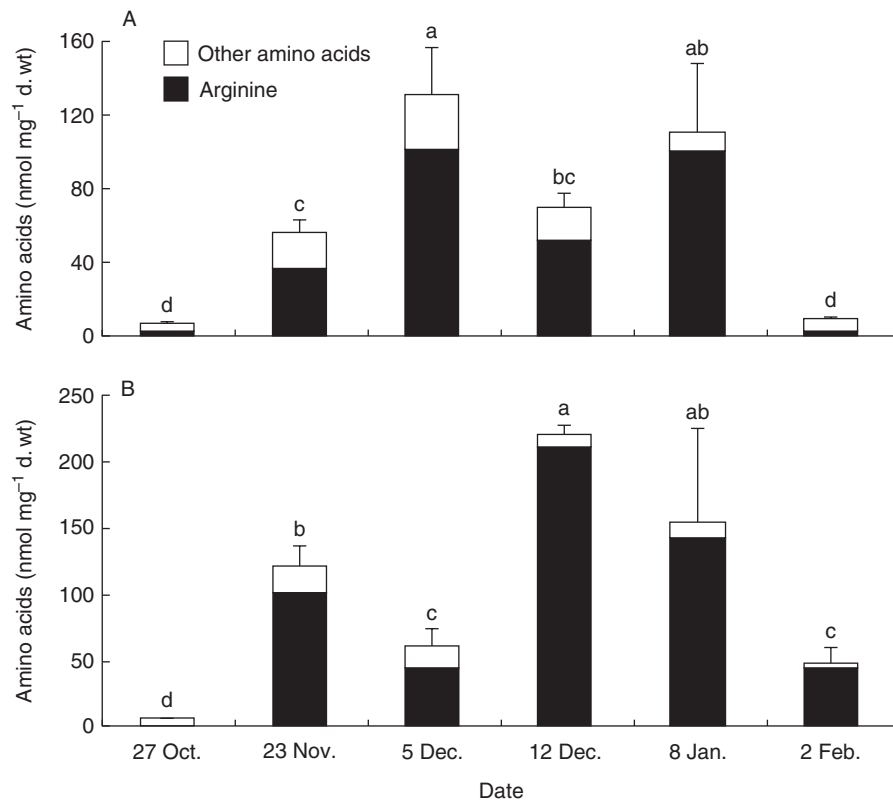 A
Amino acids (nmol mg⁻¹ d. wt)
160
120
80
40
0
Other amino acids
Arginine
d
c
a
bc
ab
d
B
Amino acids (nmol mg⁻¹ d. wt)
250
200
150
100
50
0
d
b
c
a
ab
c
27 Oct. 23 Nov. 5 Dec. 12 Dec. 8 Jan. 2 Feb.
Date